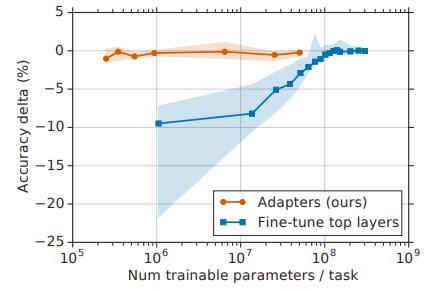 5
0
−5
−10
−15
−20
−25
Accuracy delta (%)
Adapters (ours)
Fine-tune top layers
10^5 10^6 10^7 10^8 10^9
Num trainable parameters / task